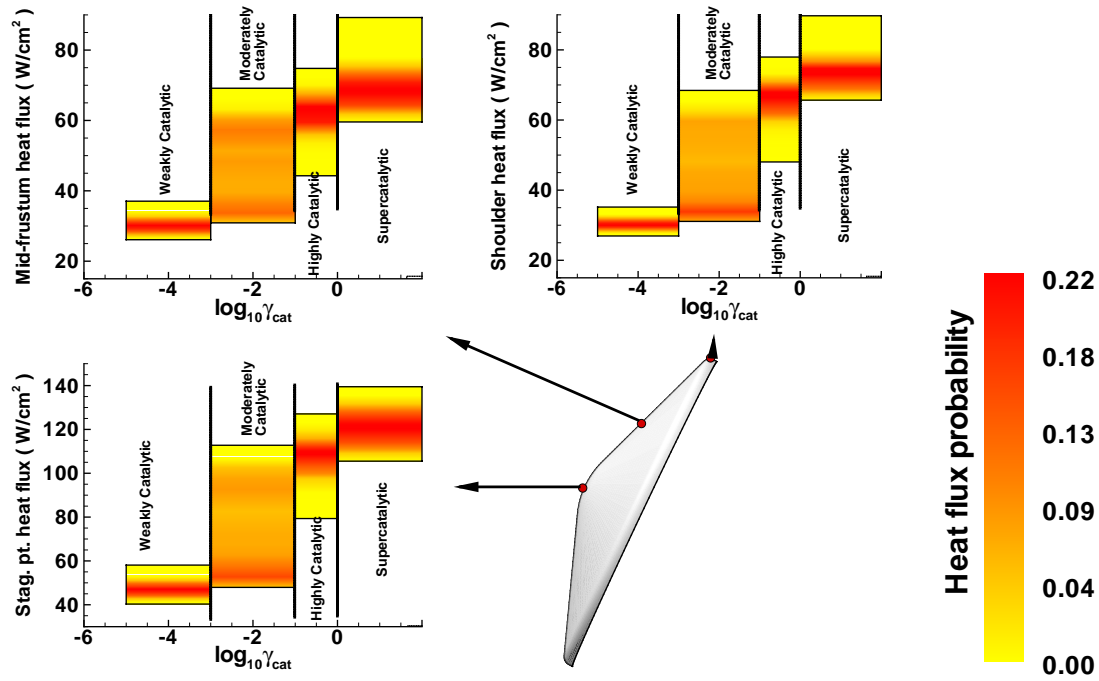 Mid-frustum heat flux ( W/cm² )
80
60
40
20
-6
-4
-2
0
log₁₀γcat
Weakly Catalytic
Moderately
Catalytic
Highly Catalytic
Supercatalytic
Shoulder heat flux ( W/cm² )
80
60
40
20
-6
-4
-2
0
log₁₀γcat
Weakly Catalytic
Moderately
Catalytic
Highly Catalytic
Supercatalytic
Stag. pt. heat flux ( W/cm² )
140
120
100
80
60
40
-6
-4
-2
0
log₁₀γcat
Weakly Catalytic
Moderately
Catalytic
Highly Catalytic
Supercatalytic
Heat flux probability
0.22
0.18
0.13
0.09
0.04
0.00